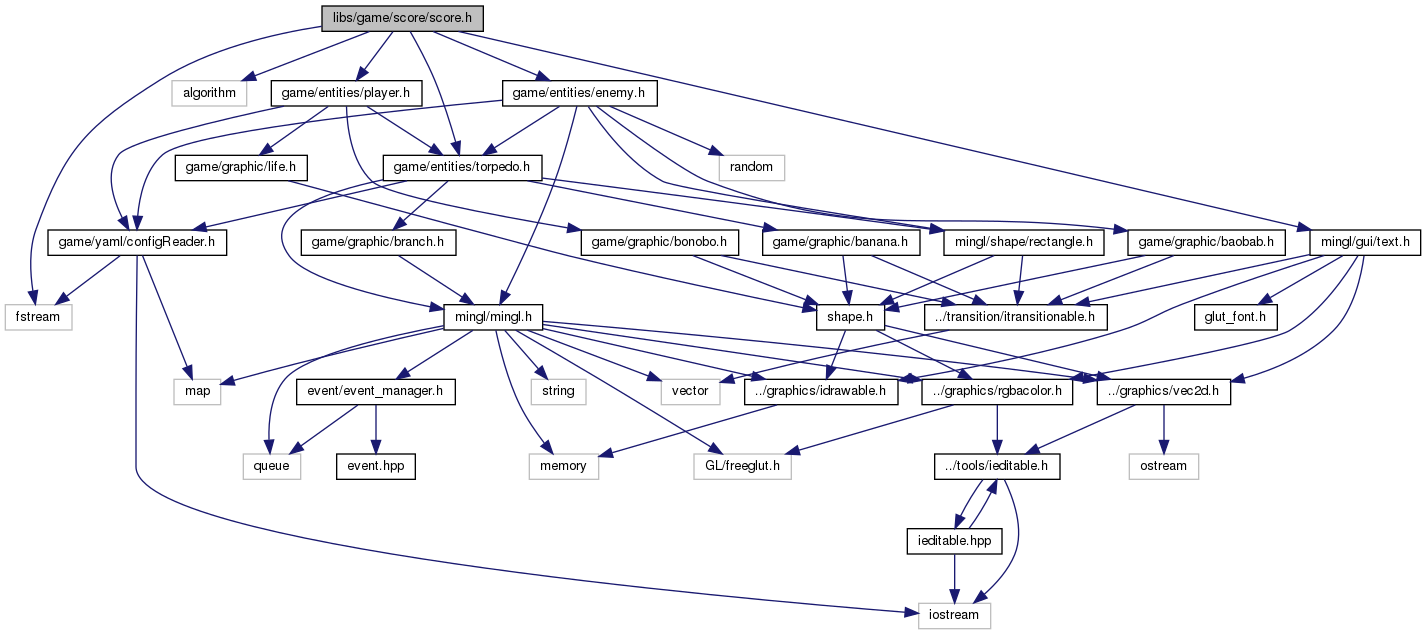 libs/game/score/score.h
algorithm
game/entities/player.h
game/entities/enemy.h
game/graphic/life.h
game/entities/torpedo.h
random
game/yaml/configReader.h
game/graphic/branch.h
game/graphic/bonobo.h
game/graphic/banana.h
mingl/shape/rectangle.h
game/graphic/baobab.h
mingl/gui/text.h
fstream
mingl/mingl.h
shape.h
../transition/itransitionable.h
glut_font.h
map
event/event_manager.h
string
vector
../graphics/idrawable.h
../graphics/rgbacolor.h
../graphics/vec2d.h
queue
event.hpp
memory
GL/freeglut.h
../tools/ieditable.h
ostream
ieditable.hpp
iostream